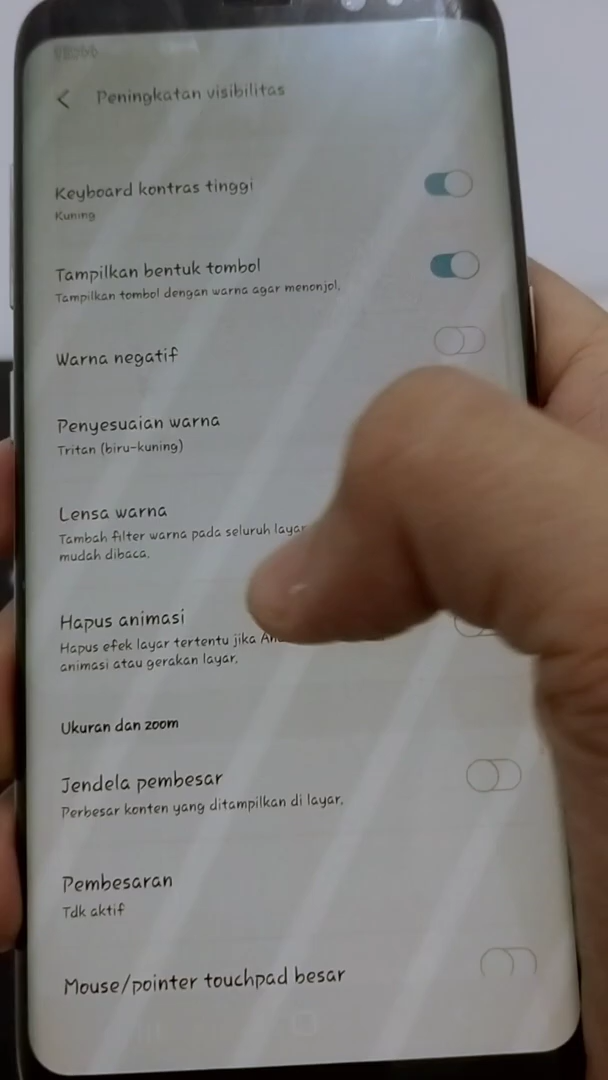 Peningkatan visibilitas
Keyboard kontras tinggi
Kuning
Tampilkan bentuk tombol
Tampilkan tombol dengan warna agar menonjol.
Warna negatif
Penyesuaian warna
Tritan (biru-kuning)
Lensa warna
Tambah filter warna pada seluruh layar
mudah dibaca.
Hapus animasi
Hapus efek layar tertentu jika
animasi atau gerakan layar.
Ukuran dan zoom
Jendela pembesar
Perbesar konten yang ditampilkan di layar.
Pembesaran
Tdk aktif
Mouse/pointer touchpad besar